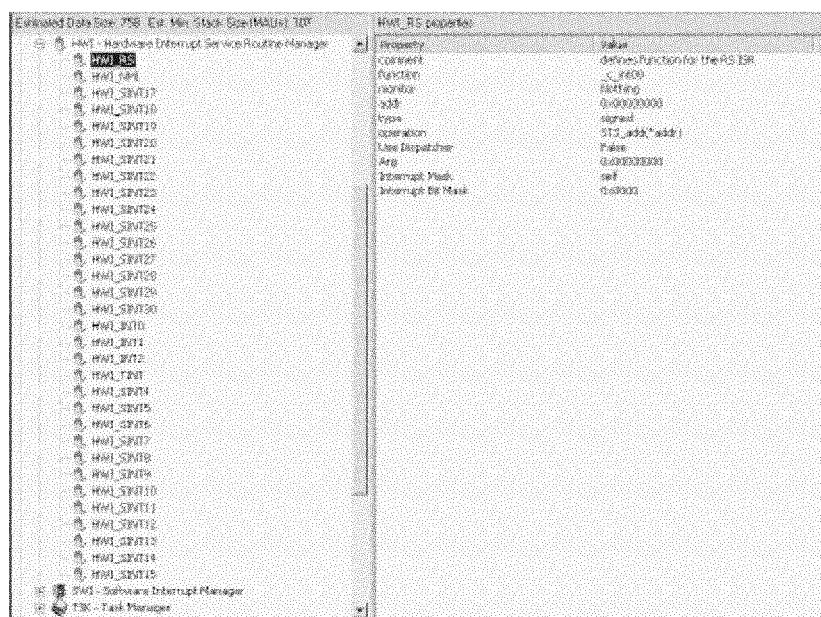 Estimated Data Size: 758 Est. Min. Stack Size (MAUs): 307
HWI - Hardware Interrupt Service Routine Manager
HWI_RS
HWI_NMI
HWI_SINT17
HWI_SINT18
HWI_SINT19
HWI_SINT20
HWI_SINT21
HWI_SINT22
HWI_SINT23
HWI_SINT24
HWI_SINT25
HWI_SINT26
HWI_SINT27
HWI_SINT28
HWI_SINT29
HWI_SINT30
HWI_INT0
HWI_INT1
HWI_INT2
HWI_TINT
HWI_SINT4
HWI_SINT5
HWI_SINT6
HWI_SINT7
HWI_SINT8
HWI_SINT9
HWI_SINT10
HWI_SINT11
HWI_SINT12
HWI_SINT13
HWI_SINT14
HWI_SINT15
SWI - Software Interrupt Manager
TSK - Task Manager
HWI_RS properties
Property Value
comment defines function for the RS ISR
function _c_int00
monitor Nothing
addr 0x00000000
type signed
operation STS_add(*addr)
Use Dispatcher False
Arg 0x00000000
Interrupt Mask self
Interrupt Bit Mask